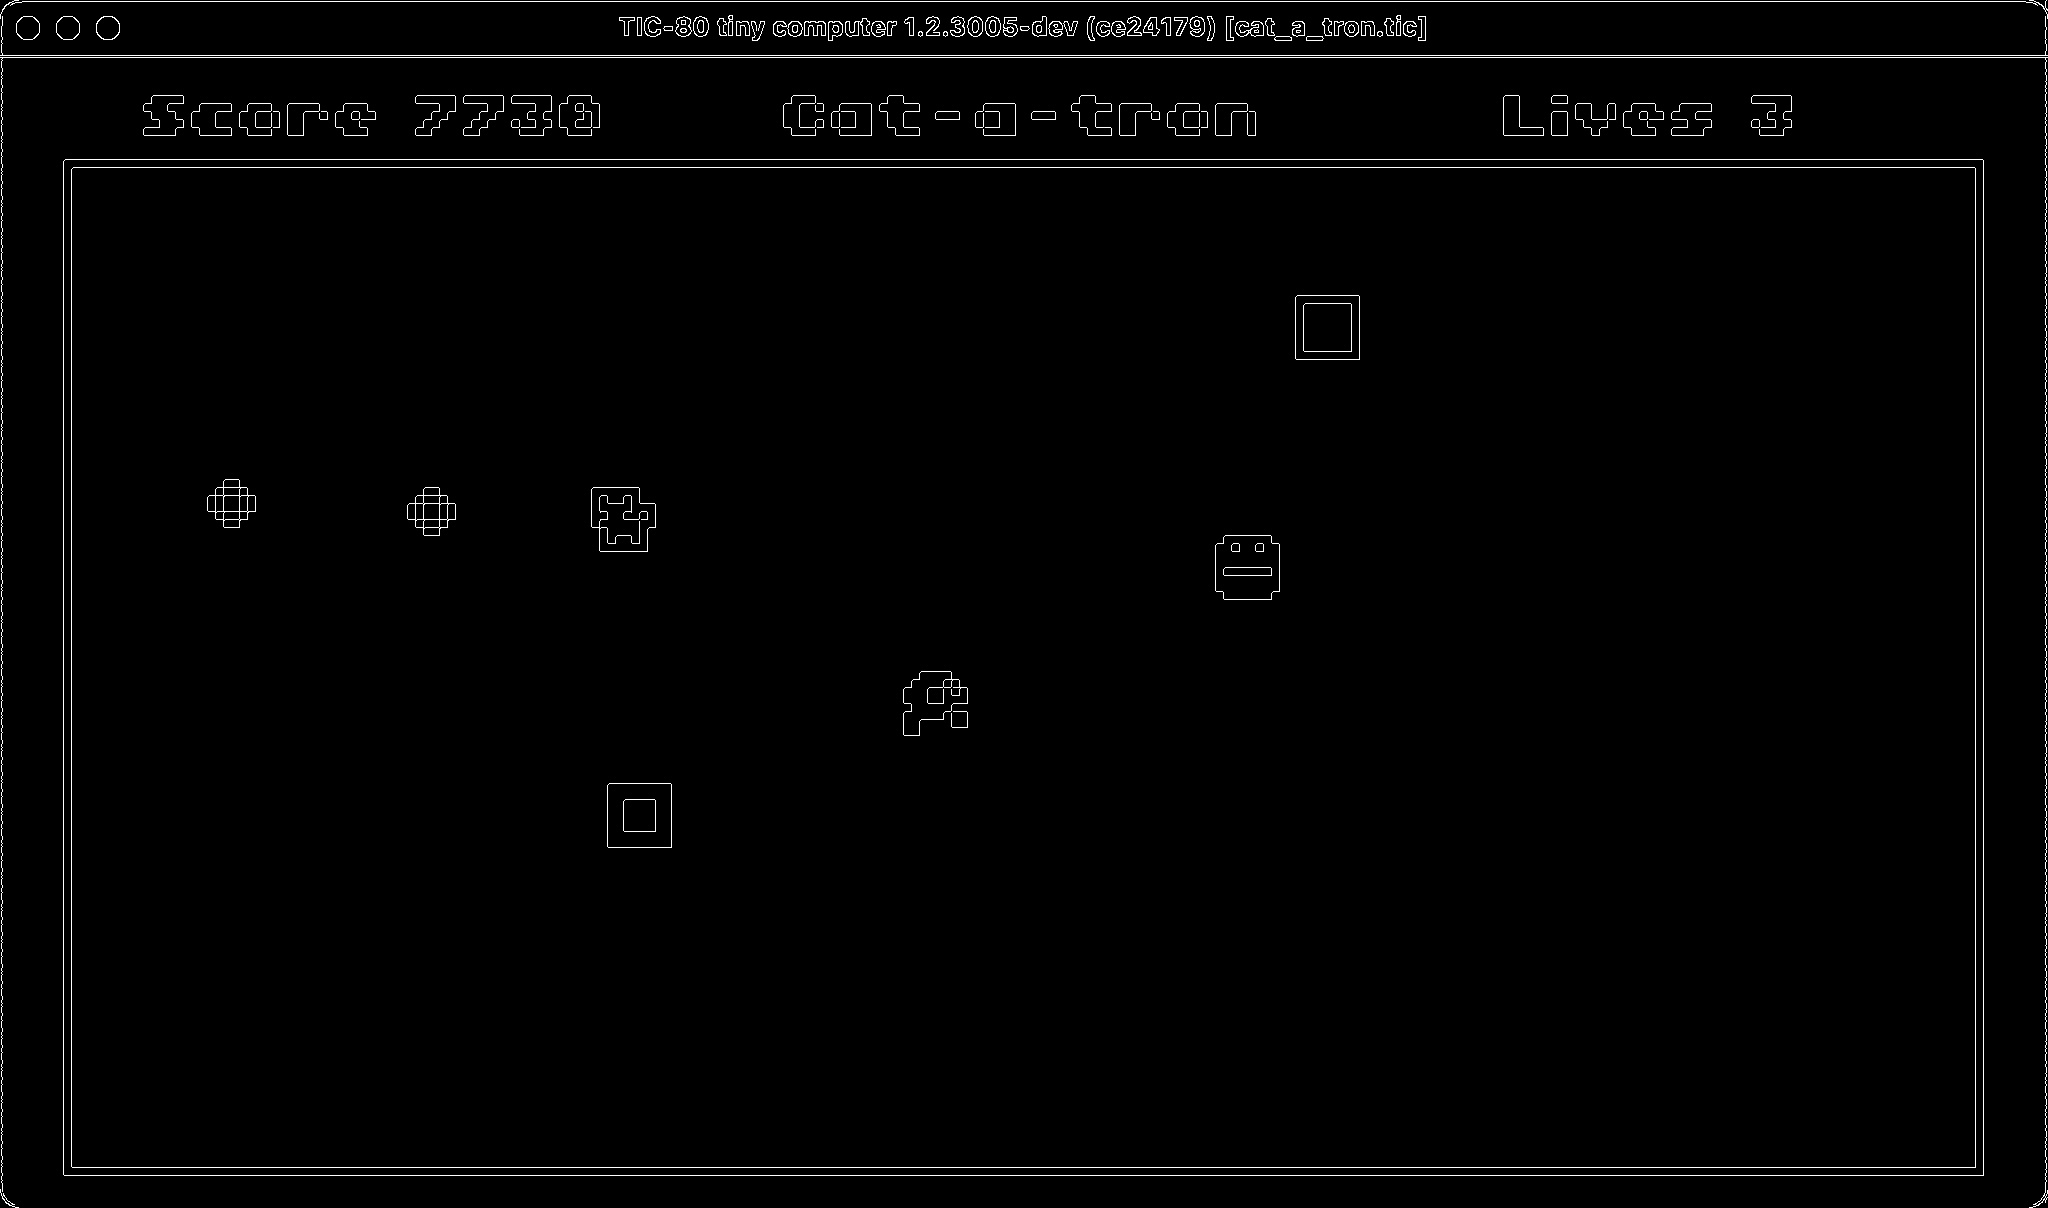 TIC-80 tiny computer 1.2.3005-dev (ce24179) [cat_a_tron.tic]
Score 7730 Cat-a-tron Lives 3